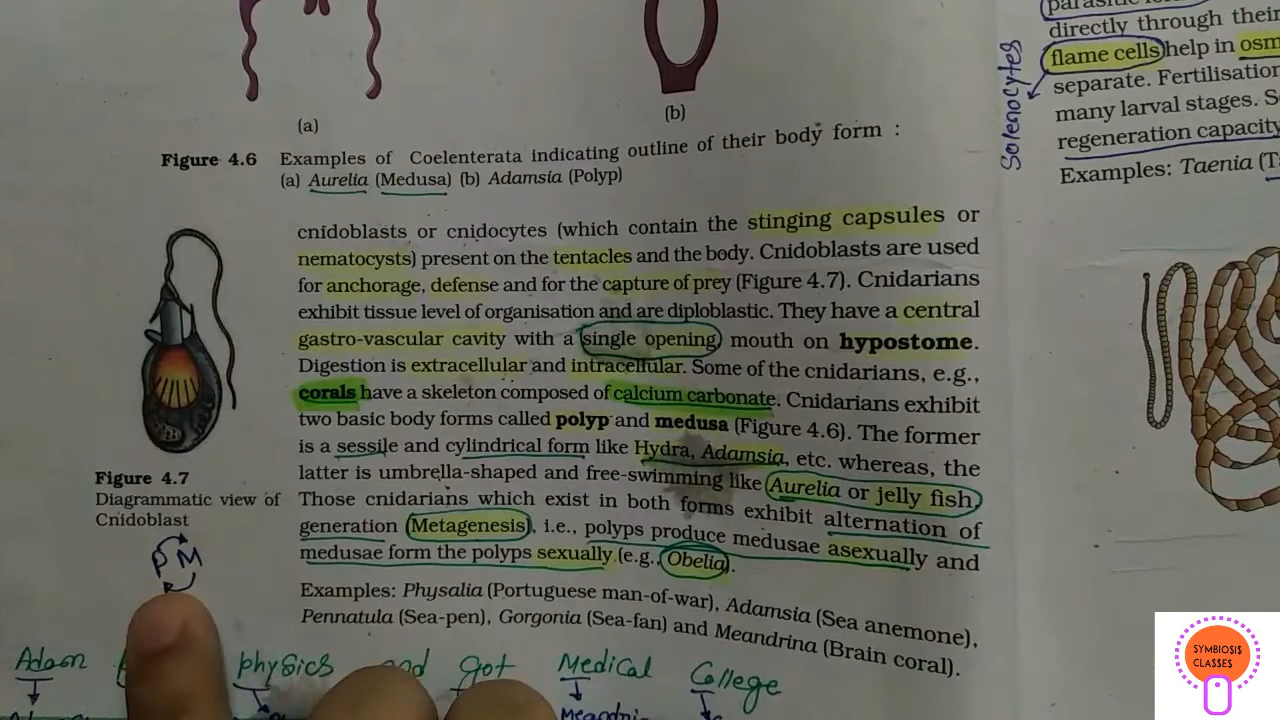 (a)
(b)
Figure 4.6 Examples of Coelenterata indicating outline of their body form :
(a) Aurelia (Medusa) (b) Adamsia (Polyp)
cnidoblasts or cnidocytes (which contain the stinging capsules or
nematocysts) present on the tentacles and the body. Cnidoblasts are used
for anchorage, defense and for the capture of prey (Figure 4.7). Cnidarians
exhibit tissue level of organisation and are diploblastic. They have a central
gastro-vascular cavity with a single opening, mouth on hypostome.
Digestion is extracellular and intracellular. Some of the cnidarians, e.g.,
corals have a skeleton composed of calcium carbonate. Cnidarians exhibit
two basic body forms called polyp and medusa (Figure 4.6). The former
is a sessile and cylindrical form like Hydra, Adamsia, etc. whereas, the
latter is umbrella-shaped and free-swimming like Aurelia or jelly fish.
Those cnidarians which exist in both forms exhibit alternation of
generation (Metagenesis), i.e., polyps produce medusae asexually and
medusae form the polyps sexually (e.g., Obelia).
Examples: Physalia (Portuguese man-of-war), Adamsia (Sea anemone),
Pennatula (Sea-pen), Gorgonia (Sea-fan) and Meandrina (Brain coral).
Figure 4.7
Diagrammatic view of
Cnidoblast
P M
Adam physics and got Medical College
Meandri
directly through their
flame cells help in osm
separate. Fertilisation
many larval stages. S
regeneration capacity
Examples: Taenia (T
Solenocytes
SYMBIOSIS
CLASSES